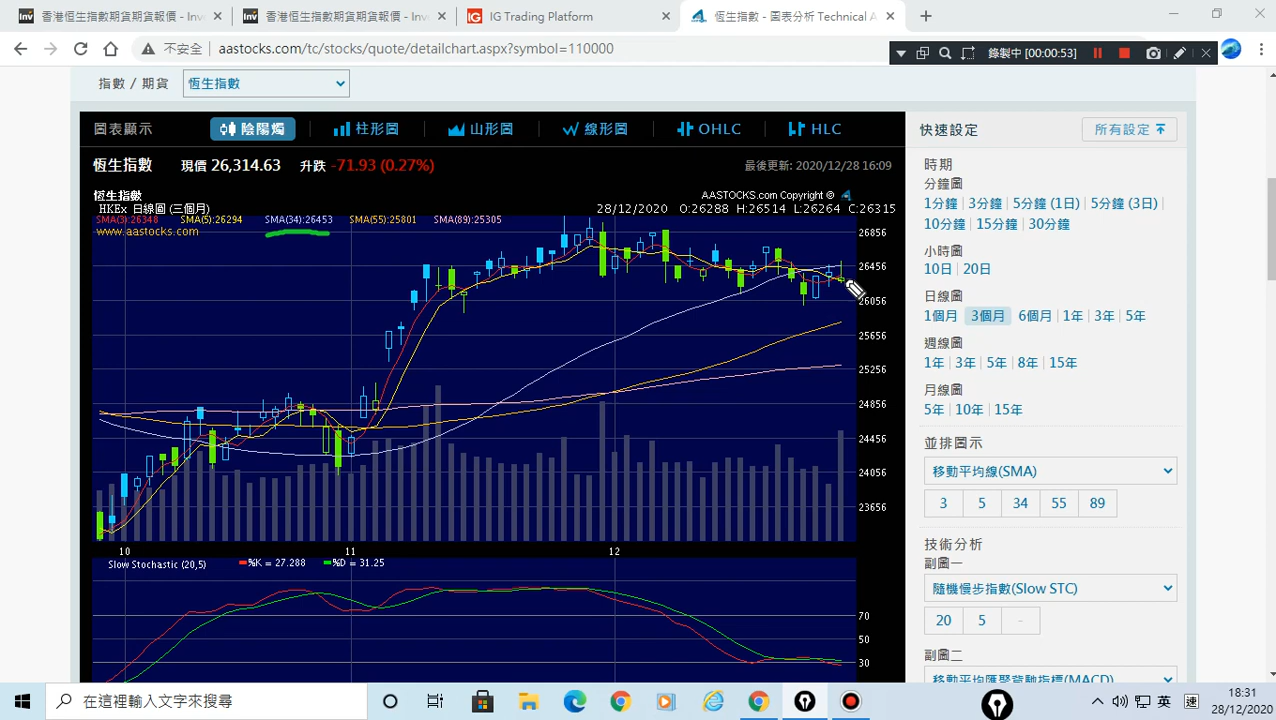 香港恒生指數期貨期貨報價 - Inve
香港恒生指數期貨期貨報價 - Inve
IG Trading Platform
恆生指數 - 圖表分析 Technical A
不安全 aastocks.com/tc/stocks/quote/detailchart.aspx?symbol=110000
錄製中 [00:00:53]
指數 / 期貨 恆生指數
圖表顯示 陰陽燭 柱形圖 山形圖 線形圖 OHLC HLC
恆生指數 現價 26,314.63 升跌 -71.93 (0.27%) 最後更新: 2020/12/28 16:09
恆生指數 AASTOCKS.com Copyright ©
HKEx 日線圖 (三個月) 28/12/2020 O:26288 H:26514 L:26264 C:26315
SMA(3):26348 SMA(5):26294 SMA(34):26453 SMA(55):25801 SMA(89):25305
www.aastocks.com
26856
26456
26056
25656
25256
24856
24456
24056
23656
10 11 12
Slow Stochastic (20,5) %K = 27.288 %D = 31.25
70
50
30
快速設定 所有設定
時期
分鐘圖
1分鐘 | 3分鐘 | 5分鐘 (1日) | 5分鐘 (3日) |
10分鐘 | 15分鐘 | 30分鐘
小時圖
10日 | 20日
日線圖
1個月 3個月 6個月 | 1年 | 3年 | 5年
週線圖
1年 | 3年 | 5年 | 8年 | 15年
月線圖
5年 | 10年 | 15年
並排圖示
移動平均線(SMA)
3 5 34 55 89
技術分析
副圖一
隨機慢步指數(Slow STC)
20 5 -
副圖二
移動平均匯聚背馳指標(MACD)
在這裡輸入文字來搜尋
英
速
18:31
28/12/2020